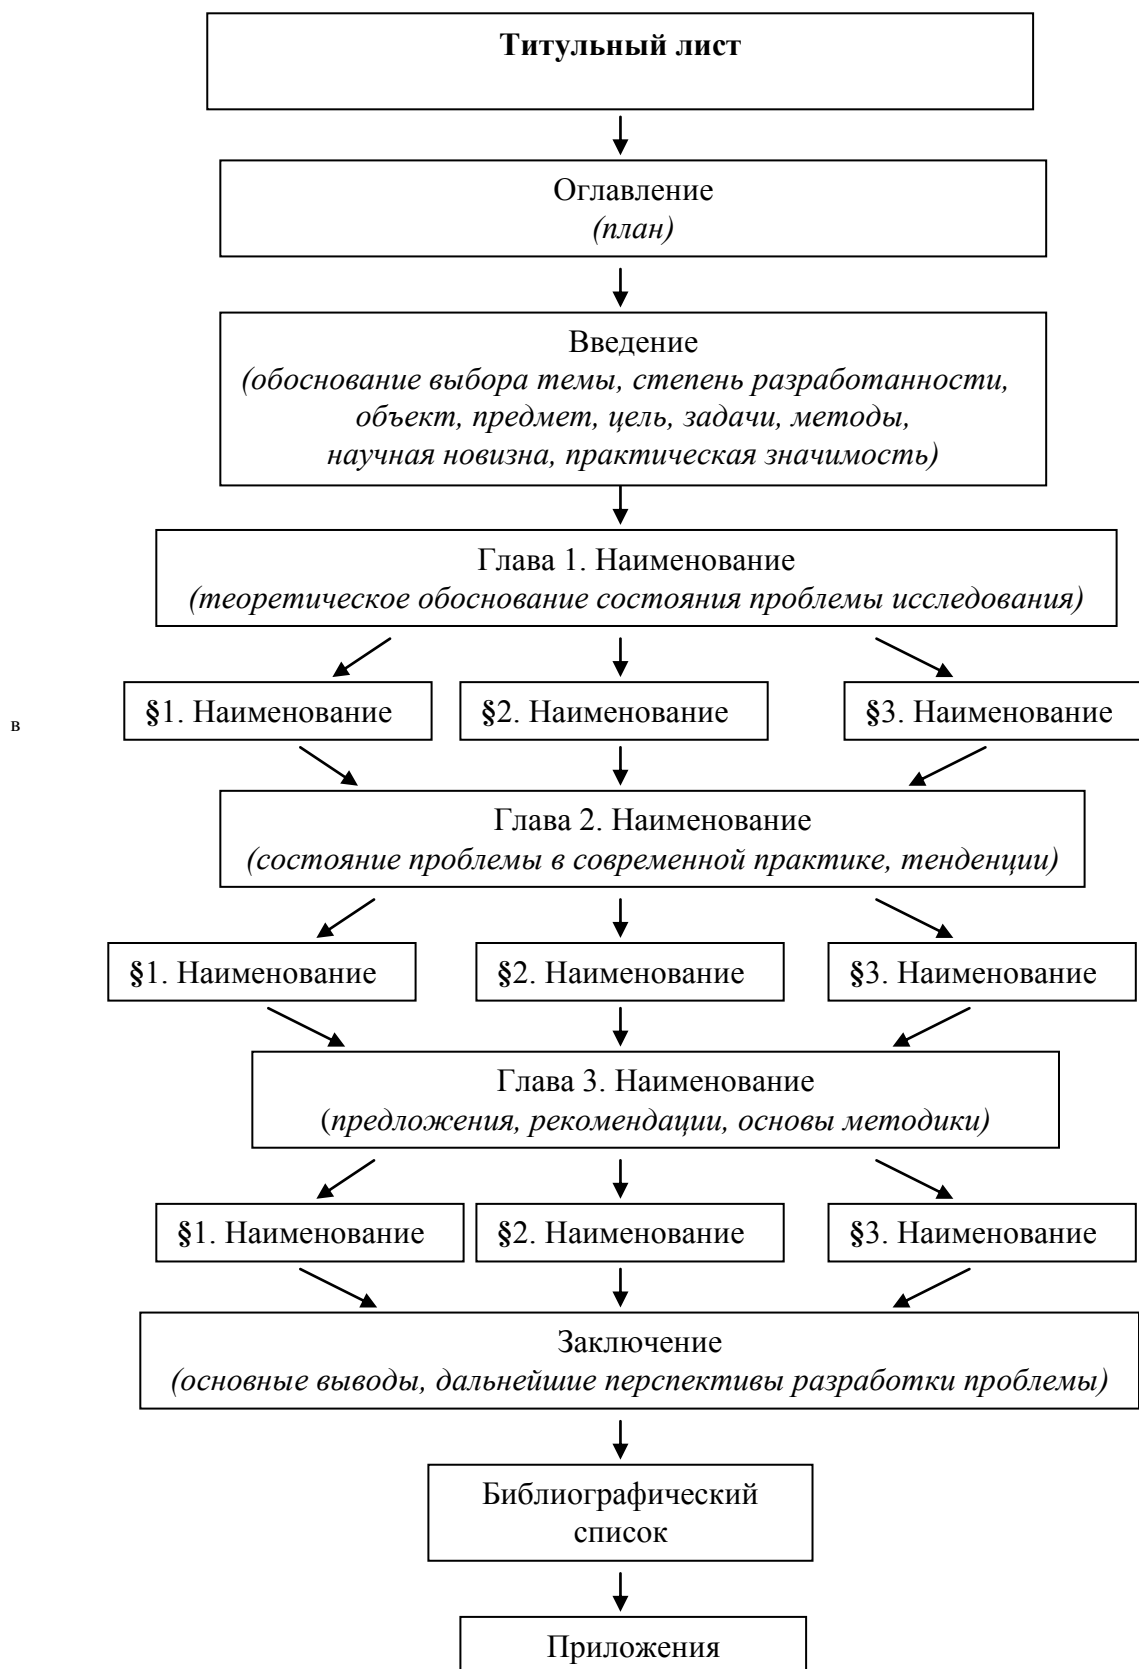 Титульный лист
Оглавление
(план)
Введение
(обоснование выбора темы, степень разработанности,
объект, предмет, цель, задачи, методы,
научная новизна, практическая значимость)
Глава 1. Наименование
(теоретическое обоснование состояния проблемы исследования)
§1. Наименование
§2. Наименование
§3. Наименование
в
Глава 2. Наименование
(состояние проблемы в современной практике, тенденции)
§1. Наименование
§2. Наименование
§3. Наименование
Глава 3. Наименование
(предложения, рекомендации, основы методики)
§1. Наименование
§2. Наименование
§3. Наименование
Заключение
(основные выводы, дальнейшие перспективы разработки проблемы)
Библиографический
список
Приложения